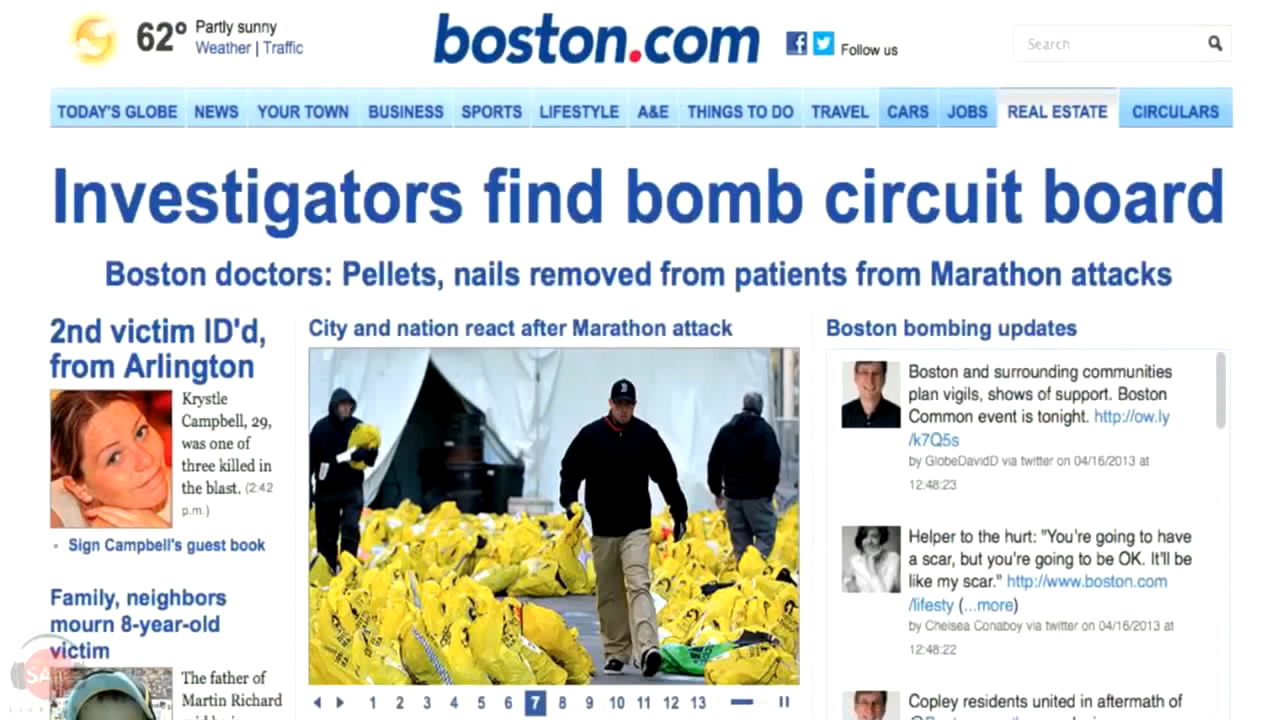 62° Partly sunny
Weather | Traffic
boston.com
Follow us
Search
TODAY'S GLOBE NEWS YOUR TOWN BUSINESS SPORTS LIFESTYLE A&E THINGS TO DO TRAVEL CARS JOBS REAL ESTATE CIRCULARS
Investigators find bomb circuit board
Boston doctors: Pellets, nails removed from patients from Marathon attacks
2nd victim ID'd,
from Arlington
Krystle
Campbell, 29,
was one of
three killed in
the blast. (2:42
p.m.)
Sign Campbell's guest book
Family, neighbors
mourn 8-year-old
victim
The father of
Martin Richard
City and nation react after Marathon attack
1 2 3 4 5 6 7 8 9 10 11 12 13
Boston bombing updates
Boston and surrounding communities
plan vigils, shows of support. Boston
Common event is tonight. http://ow.ly
/k7Q5s
by GlobeDavidD via twitter on 04/16/2013 at
12:48:23
Helper to the hurt: "You're going to have
a scar, but you're going to be OK. It'll be
like my scar." http://www.boston.com
/lifesty (...more)
by Chelsea Conaboy via twitter on 04/16/2013 at
12:48:22
Copley residents united in aftermath of